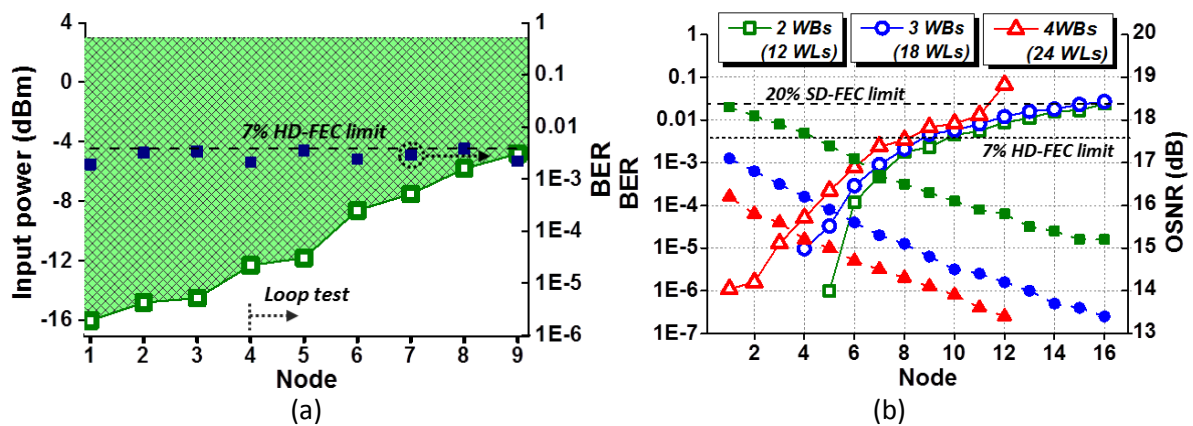 4
0
-4
-8
-12
-16
Input power (dBm)
7% HD-FEC limit
Loop test
1
0.1
0.01
1E-3
1E-4
1E-5
1E-6
BER
1 2 3 4 5 6 7 8 9
Node
(a)
2 WBs
(12 WLs)
3 WBs
(18 WLs)
4WBs
(24 WLs)
1
0.1
0.01
1E-3
1E-4
1E-5
1E-6
1E-7
BER
20% SD-FEC limit
7% HD-FEC limit
20
19
18
17
16
15
14
13
OSNR (dB)
2 4 6 8 10 12 14 16
Node
(b)